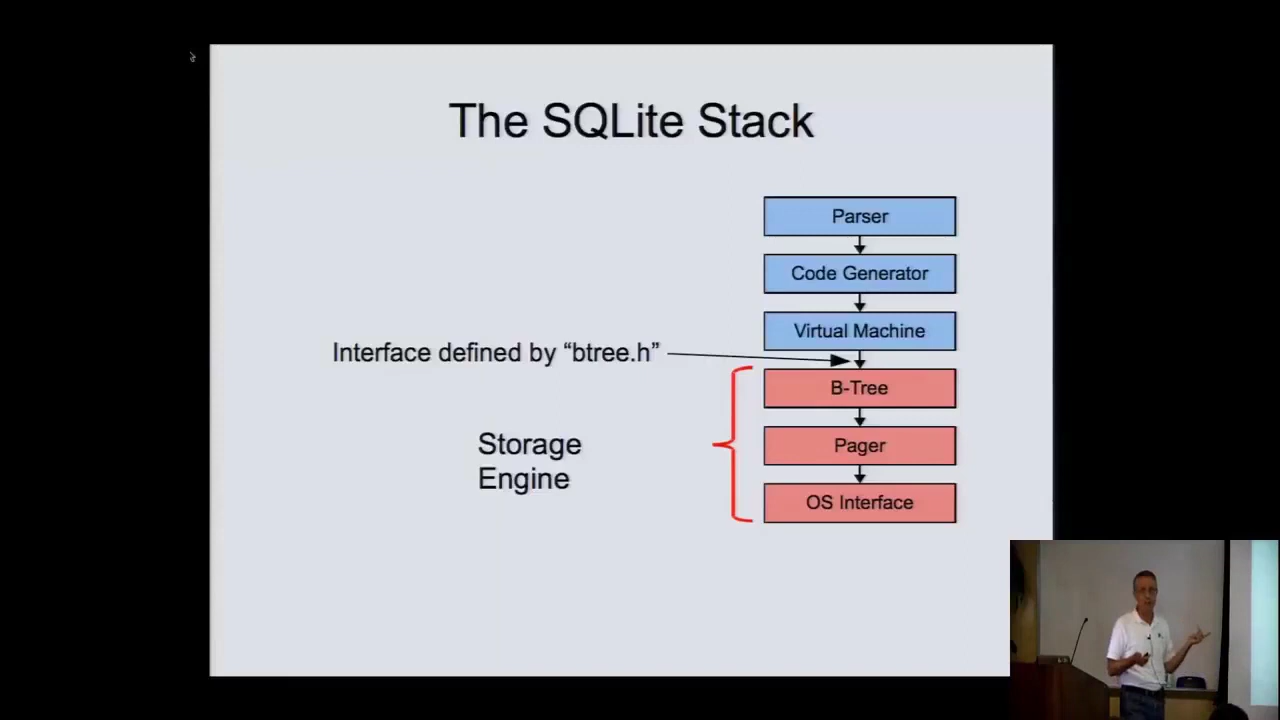 The SQLite Stack
Parser
Code Generator
Virtual Machine
Interface defined by “btree.h”
B-Tree
Storage
Engine
Pager
OS Interface